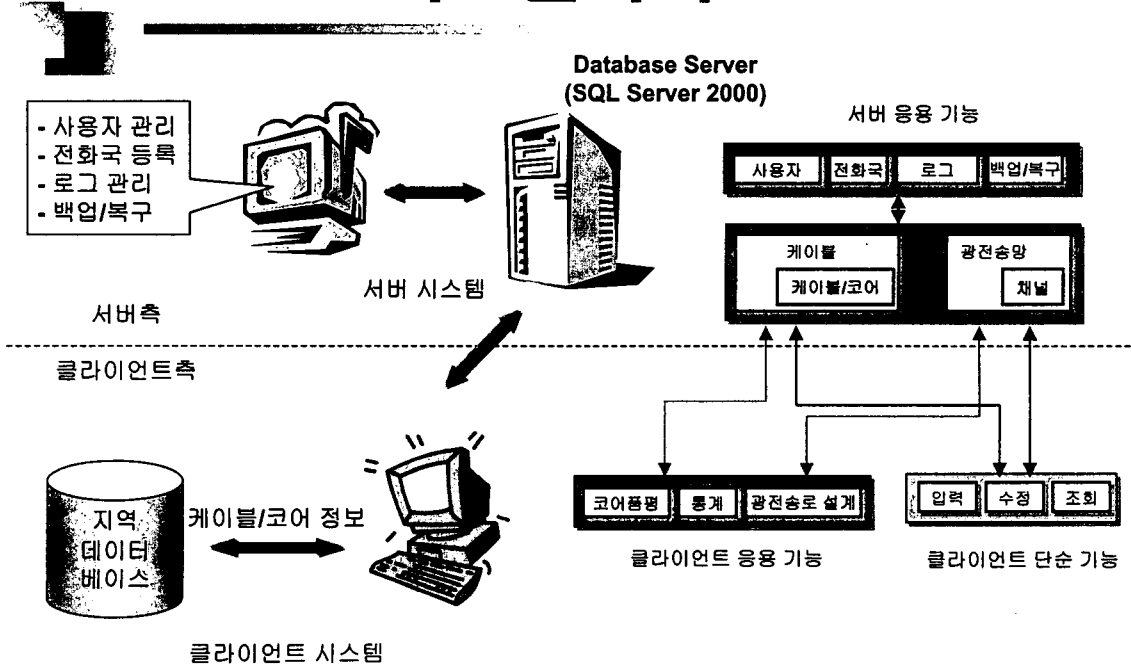 Database Server
(SQL Server 2000)
- 사용자 관리
- 전화국 등록
- 로그 관리
- 백업/복구
서버 시스템
서버측
서버 응용 기능
사용자
전화국
로그
백업/복구
케이블
케이블/코어
광전송망
채널
클라이언트측
지역
데이터
베이스
케이블/코어 정보
클라이언트 시스템
코어품평
통계
광전송로 설계
클라이언트 응용 기능
입력
수정
조회
클라이언트 단순 기능